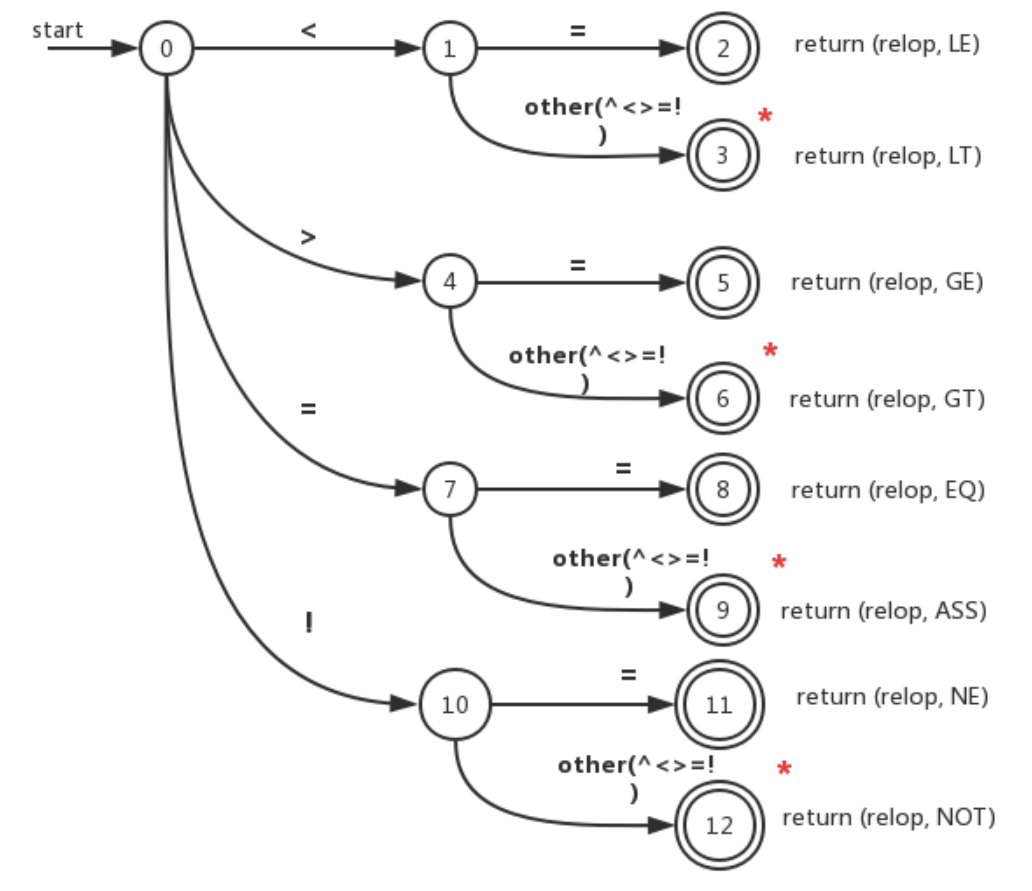 start
0
<
1
=
2
return (relop, LE)
other(^<>=!
)
*
3
return (relop, LT)
>
4
=
5
return (relop, GE)
other(^<>=!
)
*
6
return (relop, GT)
=
7
=
8
return (relop, EQ)
other(^<>=!
)
*
9
return (relop, ASS)
!
10
=
11
return (relop, NE)
other(^<>=!
)
*
12
return (relop, NOT)